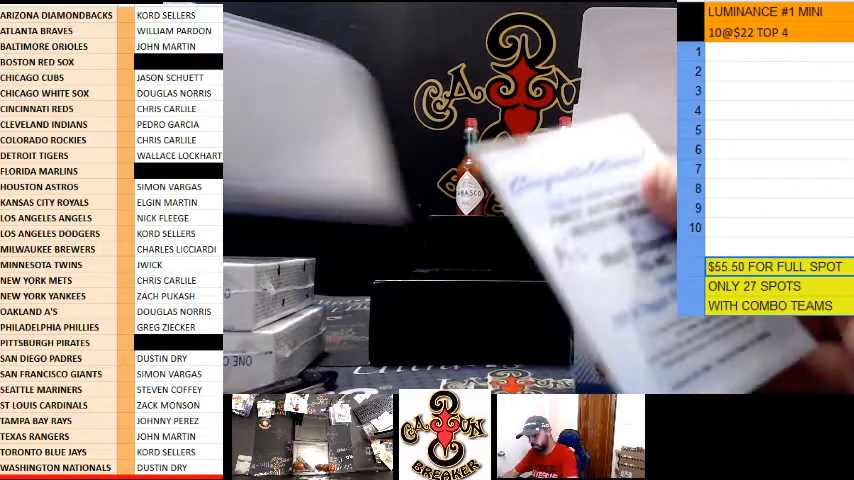 ARIZONA DIAMONDBACKS KORD SELLERS
ATLANTA BRAVES WILLIAM PARDON
BALTIMORE ORIOLES JOHN MARTIN
BOSTON RED SOX
CHICAGO CUBS JASON SCHUETT
CHICAGO WHITE SOX DOUGLAS NORRIS
CINCINNATI REDS CHRIS CARLILE
CLEVELAND INDIANS PEDRO GARCIA
COLORADO ROCKIES CHRIS CARLILE
DETROIT TIGERS WALLACE LOCKHART
FLORIDA MARLINS
HOUSTON ASTROS SIMON VARGAS
KANSAS CITY ROYALS ELGIN MARTIN
LOS ANGELES ANGELS NICK FLEEGE
LOS ANGELES DODGERS KORD SELLERS
MILWAUKEE BREWERS CHARLES LICCIARDI
MINNESOTA TWINS JWICK
NEW YORK METS CHRIS CARLILE
NEW YORK YANKEES ZACH PUKASH
OAKLAND A'S DOUGLAS NORRIS
PHILADELPHIA PHILLIES GREG ZIECKER
PITTSBURGH PIRATES
SAN DIEGO PADRES DUSTIN DRY
SAN FRANCISCO GIANTS SIMON VARGAS
SEATTLE MARINERS STEVEN COFFEY
ST LOUIS CARDINALS ZACK MONSON
TAMPA BAY RAYS JOHNNY PEREZ
TEXAS RANGERS JOHN MARTIN
TORONTO BLUE JAYS KORD SELLERS
WASHINGTON NATIONALS DUSTIN DRY
CA
Congratulations!
ABASCO
ONE O
CAJUN
BREAKER
LUMINANCE #1 MINI
10@$22 TOP 4
1
2
3
4
5
6
7
8
9
10
$55.50 FOR FULL SPOT
ONLY 27 SPOTS
WITH COMBO TEAMS